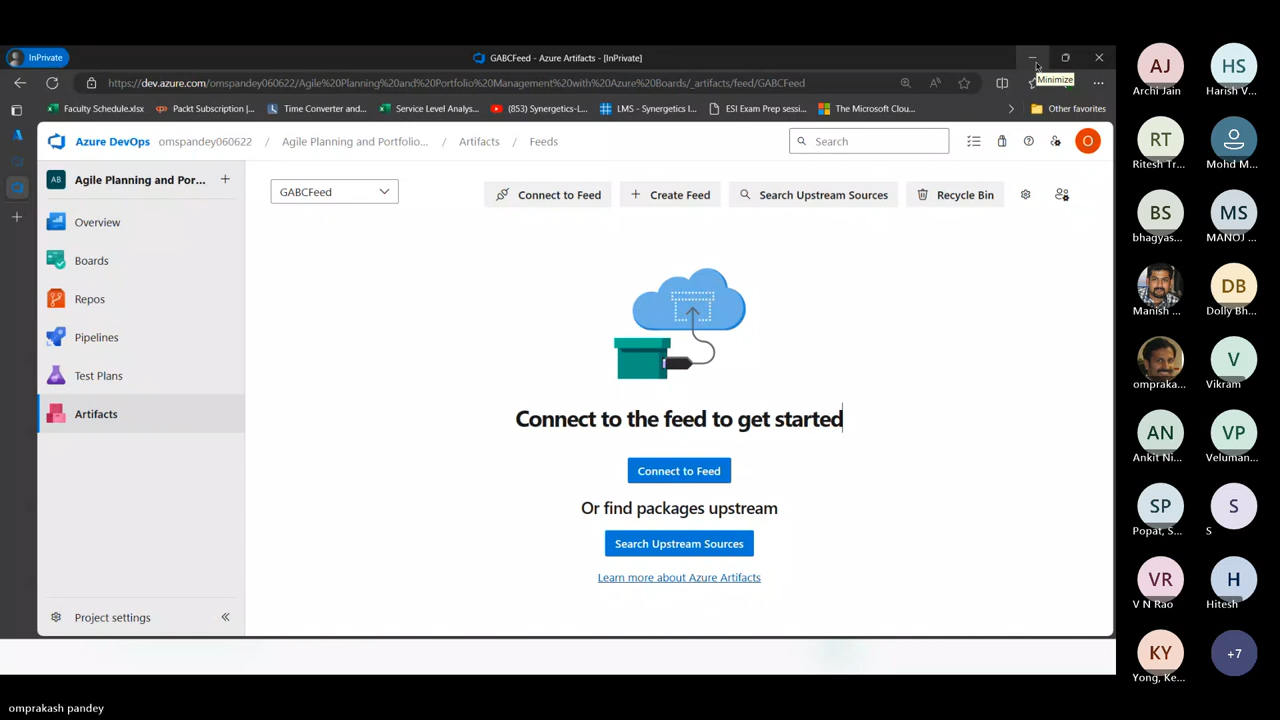 InPrivate
GABCFeed - Azure Artifacts - [InPrivate]
Minimize
https://dev.azure.com/omspandey060622/Agile%20Planning%20and%20Portfolio%20Management%20with%20Azure%20Boards/_artifacts/feed/GABCFeed
Faculty Schedule.xlsx
Packt Subscription |...
Time Converter and...
Service Level Analys...
(853) Synergetics-L...
LMS - Synergetics I...
ESI Exam Prep sessi...
The Microsoft Clou...
Other favorites
Azure DevOps
omspandey060622 / Agile Planning and Portfolio... / Artifacts / Feeds
Search
O
AB
Agile Planning and Por...
Overview
Boards
Repos
Pipelines
Test Plans
Artifacts
Project settings
GABCFeed
Connect to Feed
Create Feed
Search Upstream Sources
Recycle Bin
Connect to the feed to get started
Connect to Feed
Or find packages upstream
Search Upstream Sources
Learn more about Azure Artifacts
AJ
Archi Jain
HS
Harish V...
RT
Ritesh Tr...
Mohd M...
BS
bhagyas...
MS
MANOJ ...
Manish ...
DB
Dolly Bh...
ompraka...
V
Vikram
AN
Ankit Ni...
VP
Veluman...
SP
Popat, S...
S
S
VR
V N Rao
H
Hitesh
KY
Yong, Ke...
+7
omprakash pandey